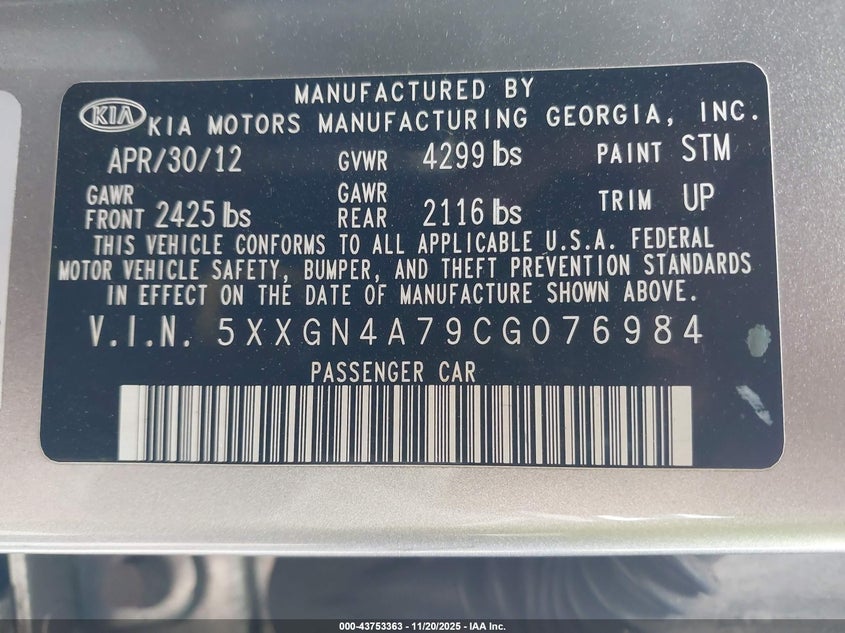 MANUFACTURED BY
KIA KIA MOTORS MANUFACTURING GEORGIA, INC.
APR/30/12 GVWR 4299 lbs PAINT STM
GAWR FRONT 2425 lbs GAWR REAR 2116 lbs TRIM UP
THIS VEHICLE CONFORMS TO ALL APPLICABLE U.S.A. FEDERAL
MOTOR VEHICLE SAFETY, BUMPER, AND THEFT PREVENTION STANDARDS
IN EFFECT ON THE DATE OF MANUFACTURE SHOWN ABOVE.
V.I.N. 5XXGN4A79CG076984
PASSENGER CAR
000-43753363 - 11/20/2025 - IAA Inc.